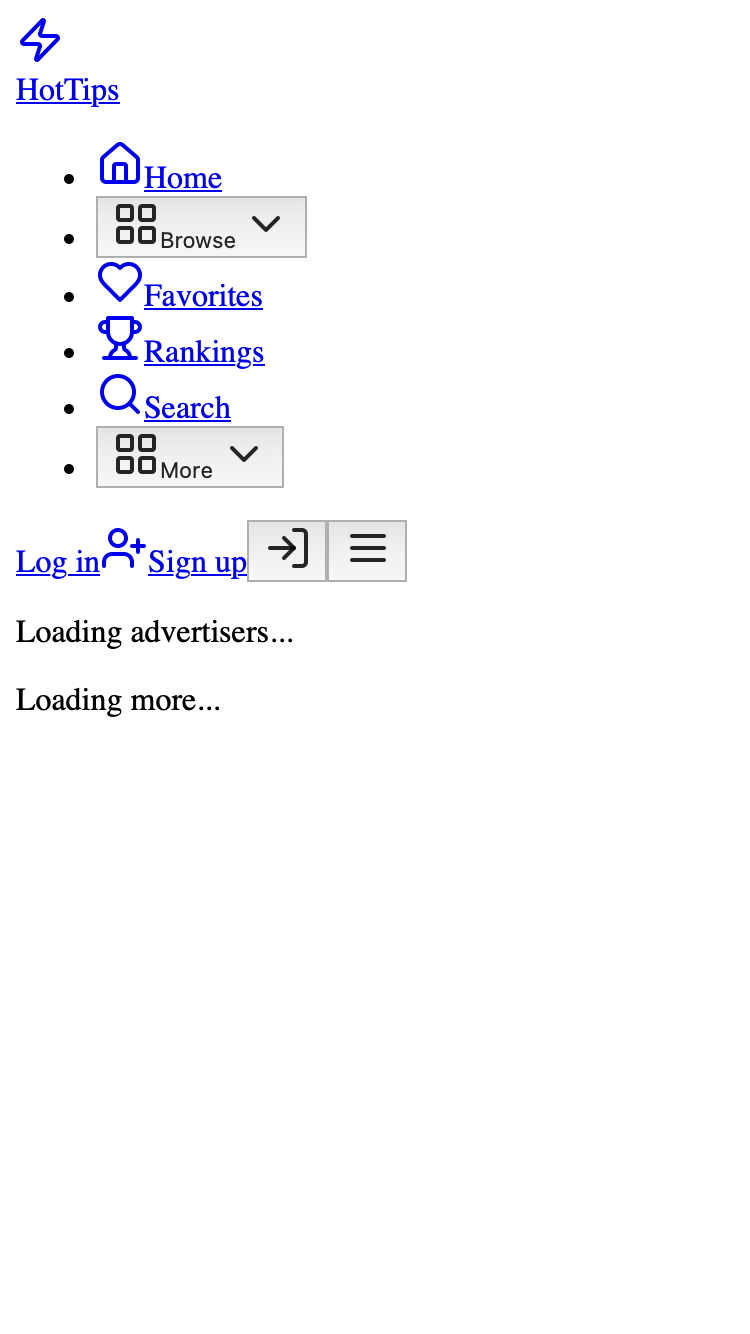 HotTips
Home
Browse
Favorites
Rankings
Search
More
Log in Sign up
Loading advertisers...
Loading more...